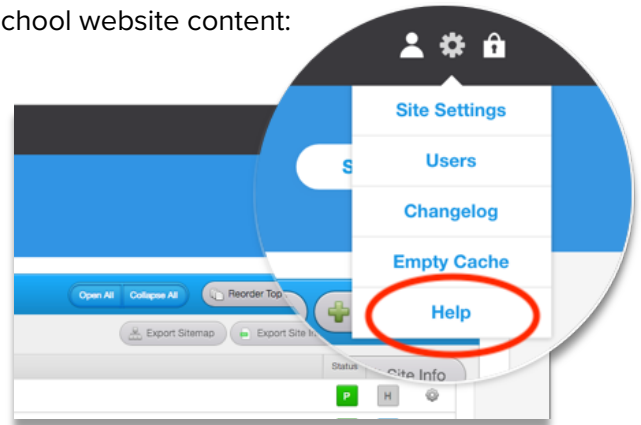 chool website content:
Site Settings
Users
Changelog
Empty Cache
Help
S
Open All
Collapse All
Reorder Top
Export Sitemap
Export Site In
Status
Site Info
P
H